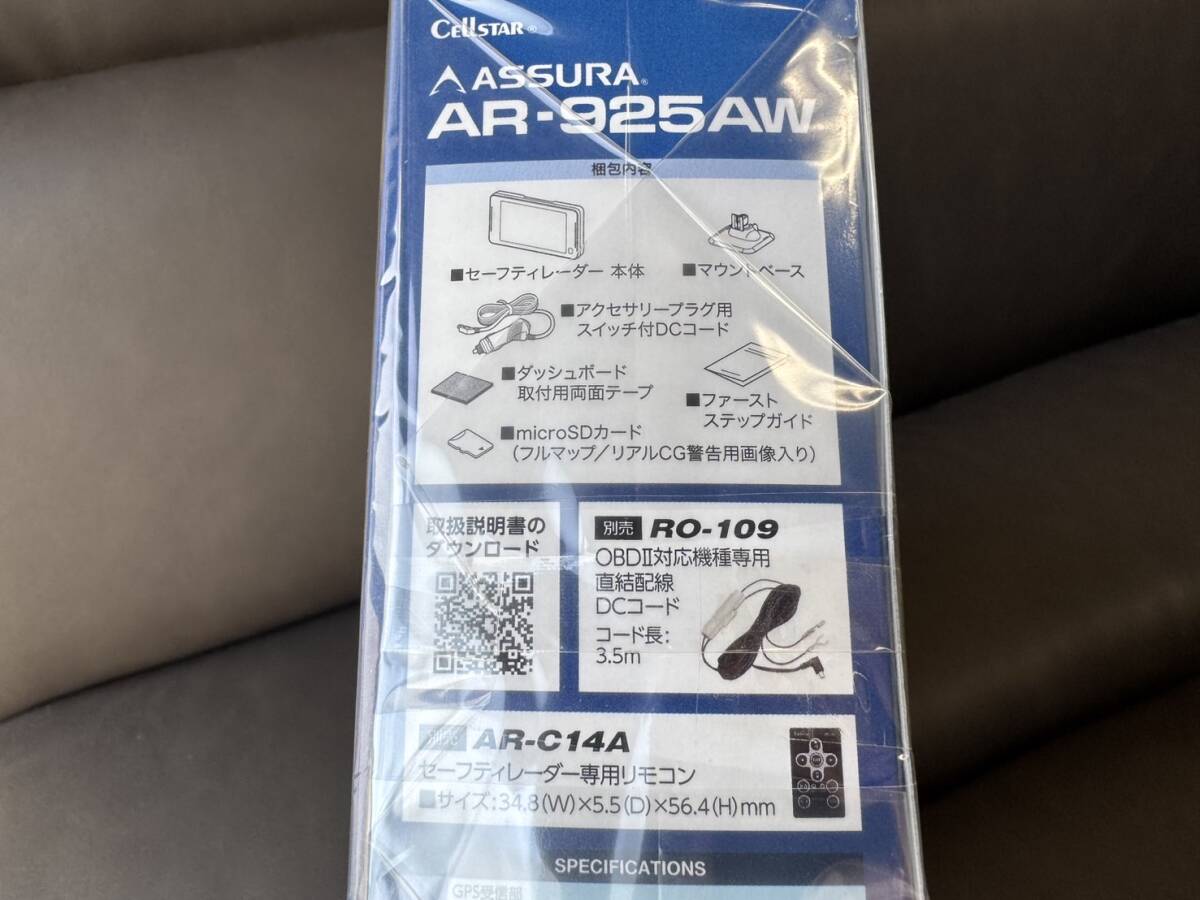 CELLSTAR®
ASSURA®
AR-925AW
梱包内容
■セーフティレーダー 本体
■マウントベース
■アクセサリープラグ用
スイッチ付DCコード
■ダッシュボード
取付用両面テープ
■ファースト
ステップガイド
■microSDカード
(フルマップ/リアルCG警告用画像入り)
取扱説明書の
ダウンロード
別売 RO-109
OBDⅡ対応機種専用
直結配線
DCコード
コード長:
3.5m
別売 AR-C14A
セーフティレーダー専用リモコン
■サイズ:34.8(W)×5.5(D)×56.4(H)mm
SPECIFICATIONS
GPS受信部